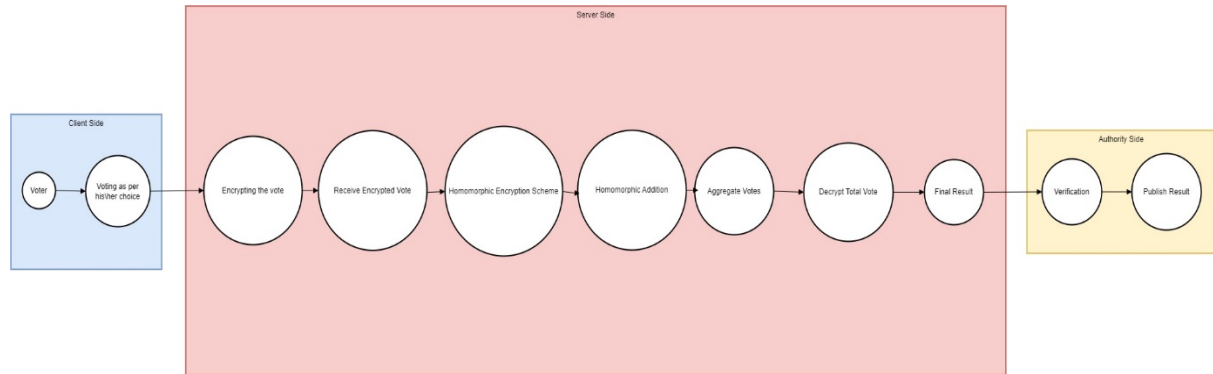 Server Side
Client Side
Authority Side
Voter
Voting as per
his\her choice
Encrypting the vote
Receive Encrypted Vote
Homomorphic Encryption Scheme
Homomorphic Addition
Aggregate Votes
Decrypt Total Vote
Final Result
Verification
Publish Result